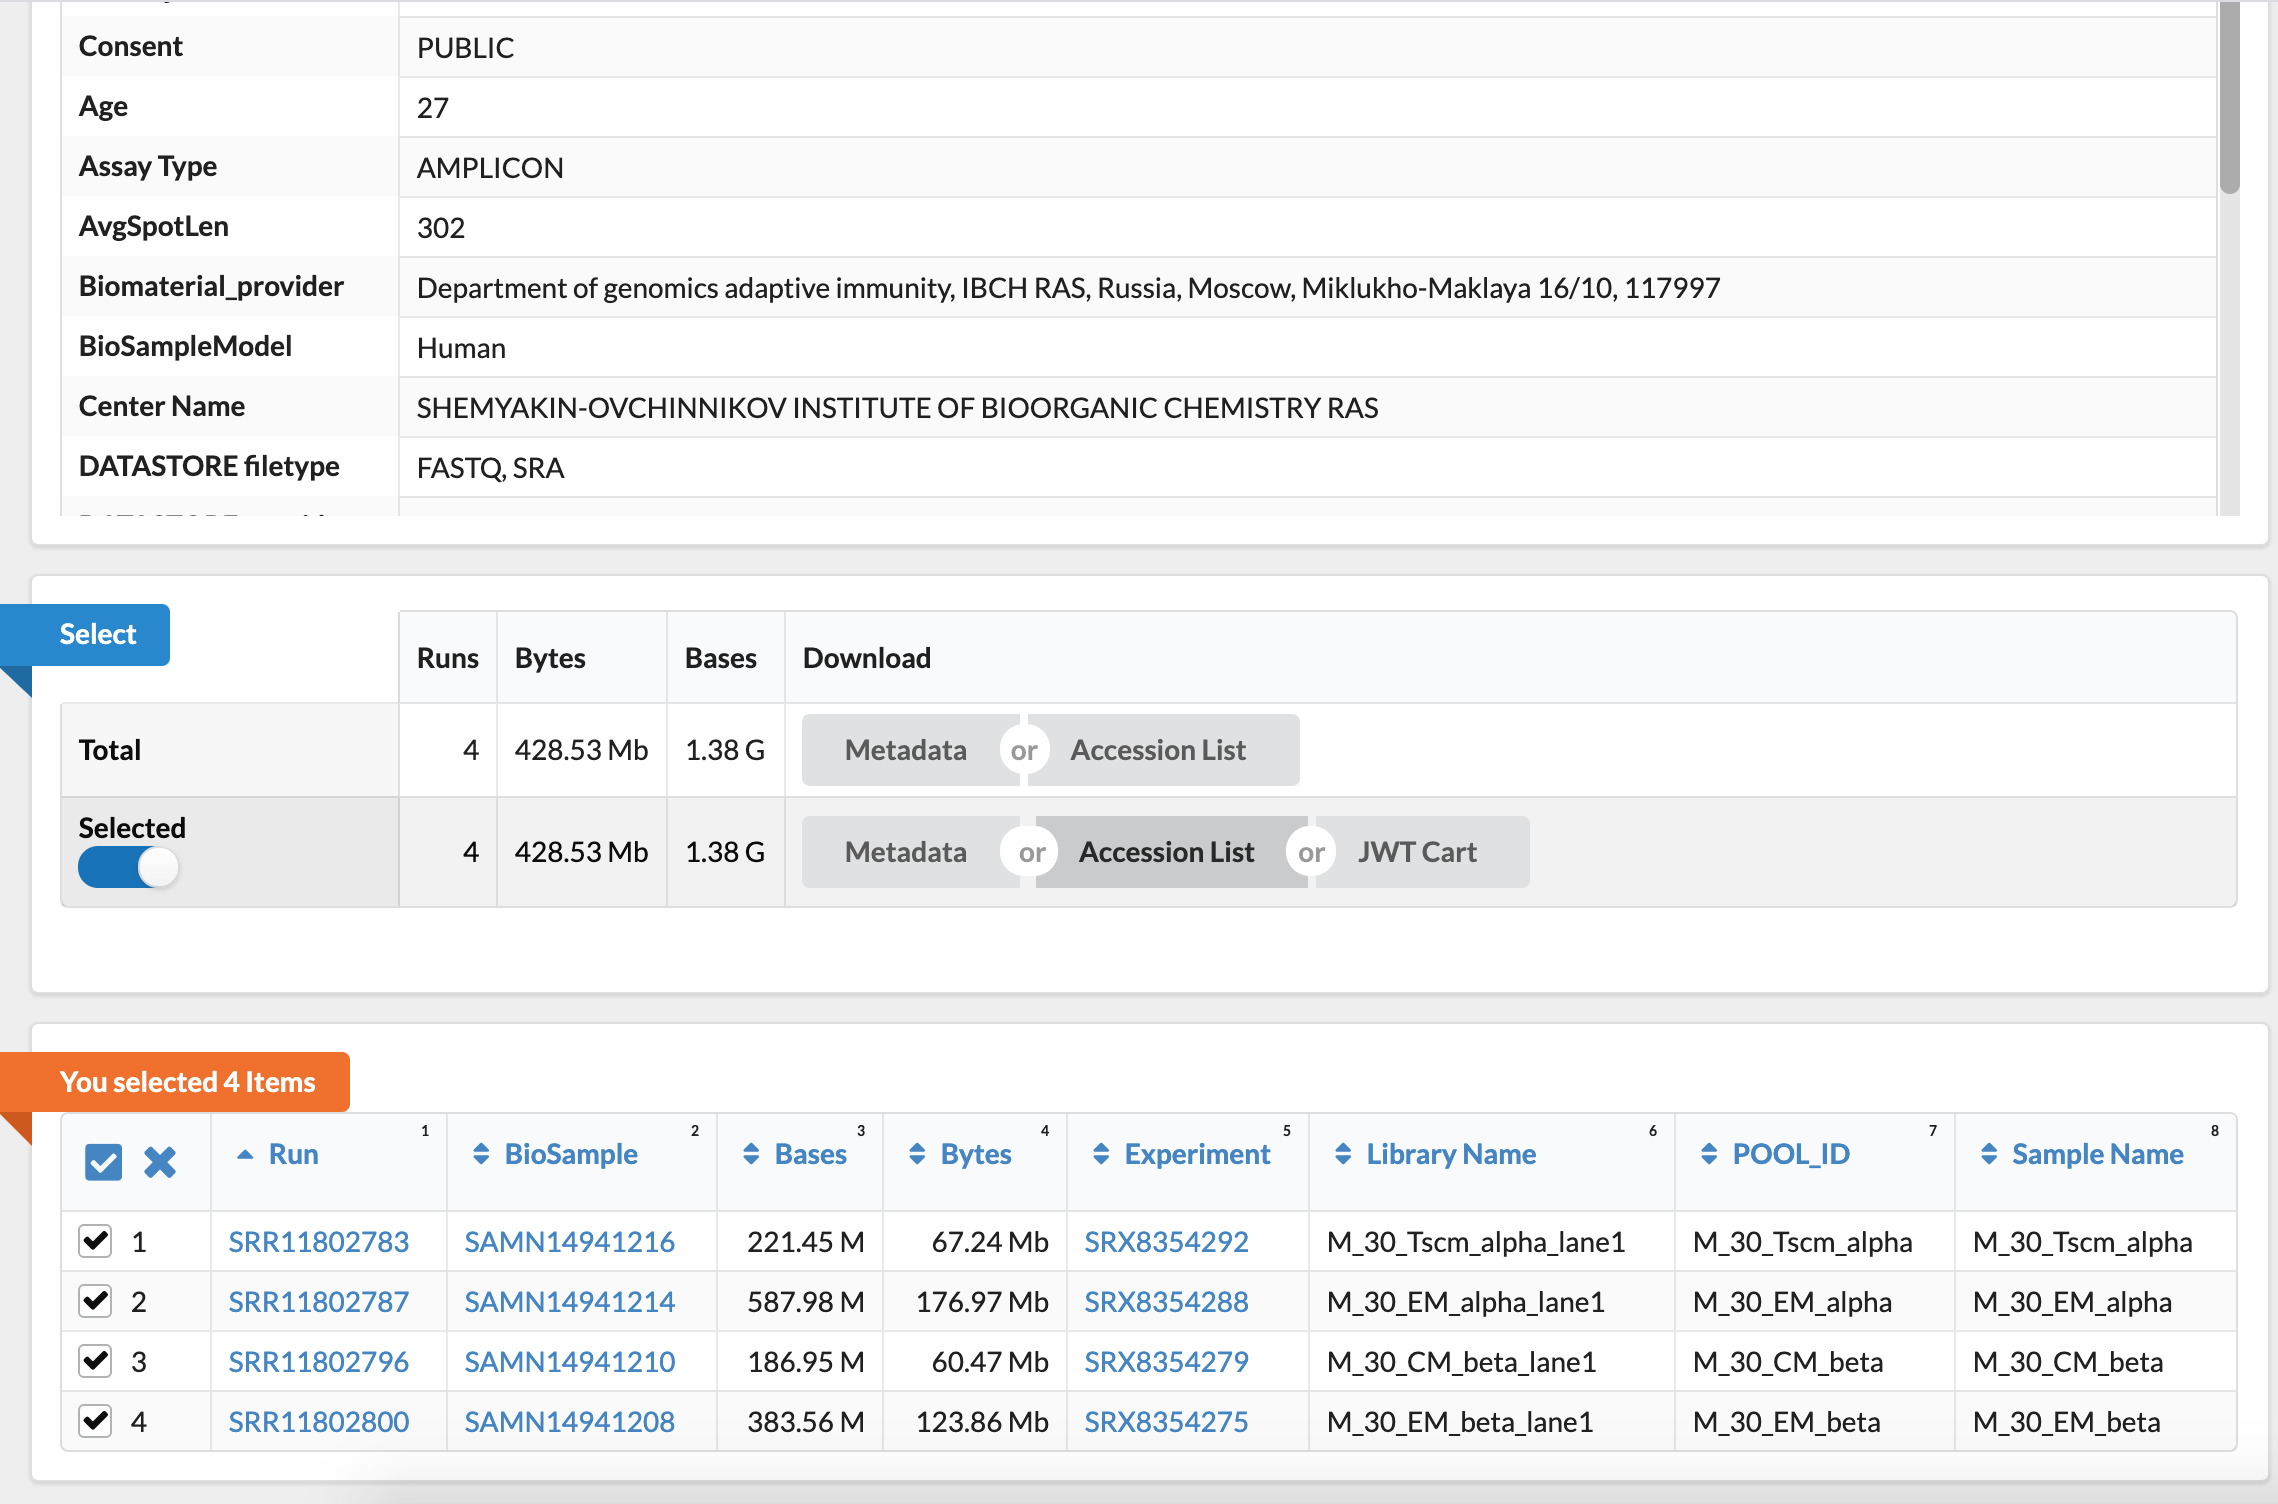 Consent PUBLIC
Age 27
Assay Type AMPLICON
AvgSpotLen 302
Biomaterial_provider Department of genomics adaptive immunity, IBCH RAS, Russia, Moscow, Miklukho-Maklaya 16/10, 117997
BioSampleModel Human
Center Name SHEMYAKIN-OVCHINNIKOV INSTITUTE OF BIOORGANIC CHEMISTRY RAS
DATASTORE filetype FASTQ, SRA
Select
Runs Bytes Bases Download
Total 4 428.53 Mb 1.38 G Metadata or Accession List
Selected 4 428.53 Mb 1.38 G Metadata or Accession List or JWT Cart
You selected 4 Items
Run 1 BioSample 2 Bases 3 Bytes 4 Experiment 5 Library Name 6 POOL_ID 7 Sample Name 8
1 SRR11802783 SAMN14941216 221.45 M 67.24 Mb SRX8354292 M_30_Tscm_alpha_lane1 M_30_Tscm_alpha M_30_Tscm_alpha
2 SRR11802787 SAMN14941214 587.98 M 176.97 Mb SRX8354288 M_30_EM_alpha_lane1 M_30_EM_alpha M_30_EM_alpha
3 SRR11802796 SAMN14941210 186.95 M 60.47 Mb SRX8354279 M_30_CM_beta_lane1 M_30_CM_beta M_30_CM_beta
4 SRR11802800 SAMN14941208 383.56 M 123.86 Mb SRX8354275 M_30_EM_beta_lane1 M_30_EM_beta M_30_EM_beta